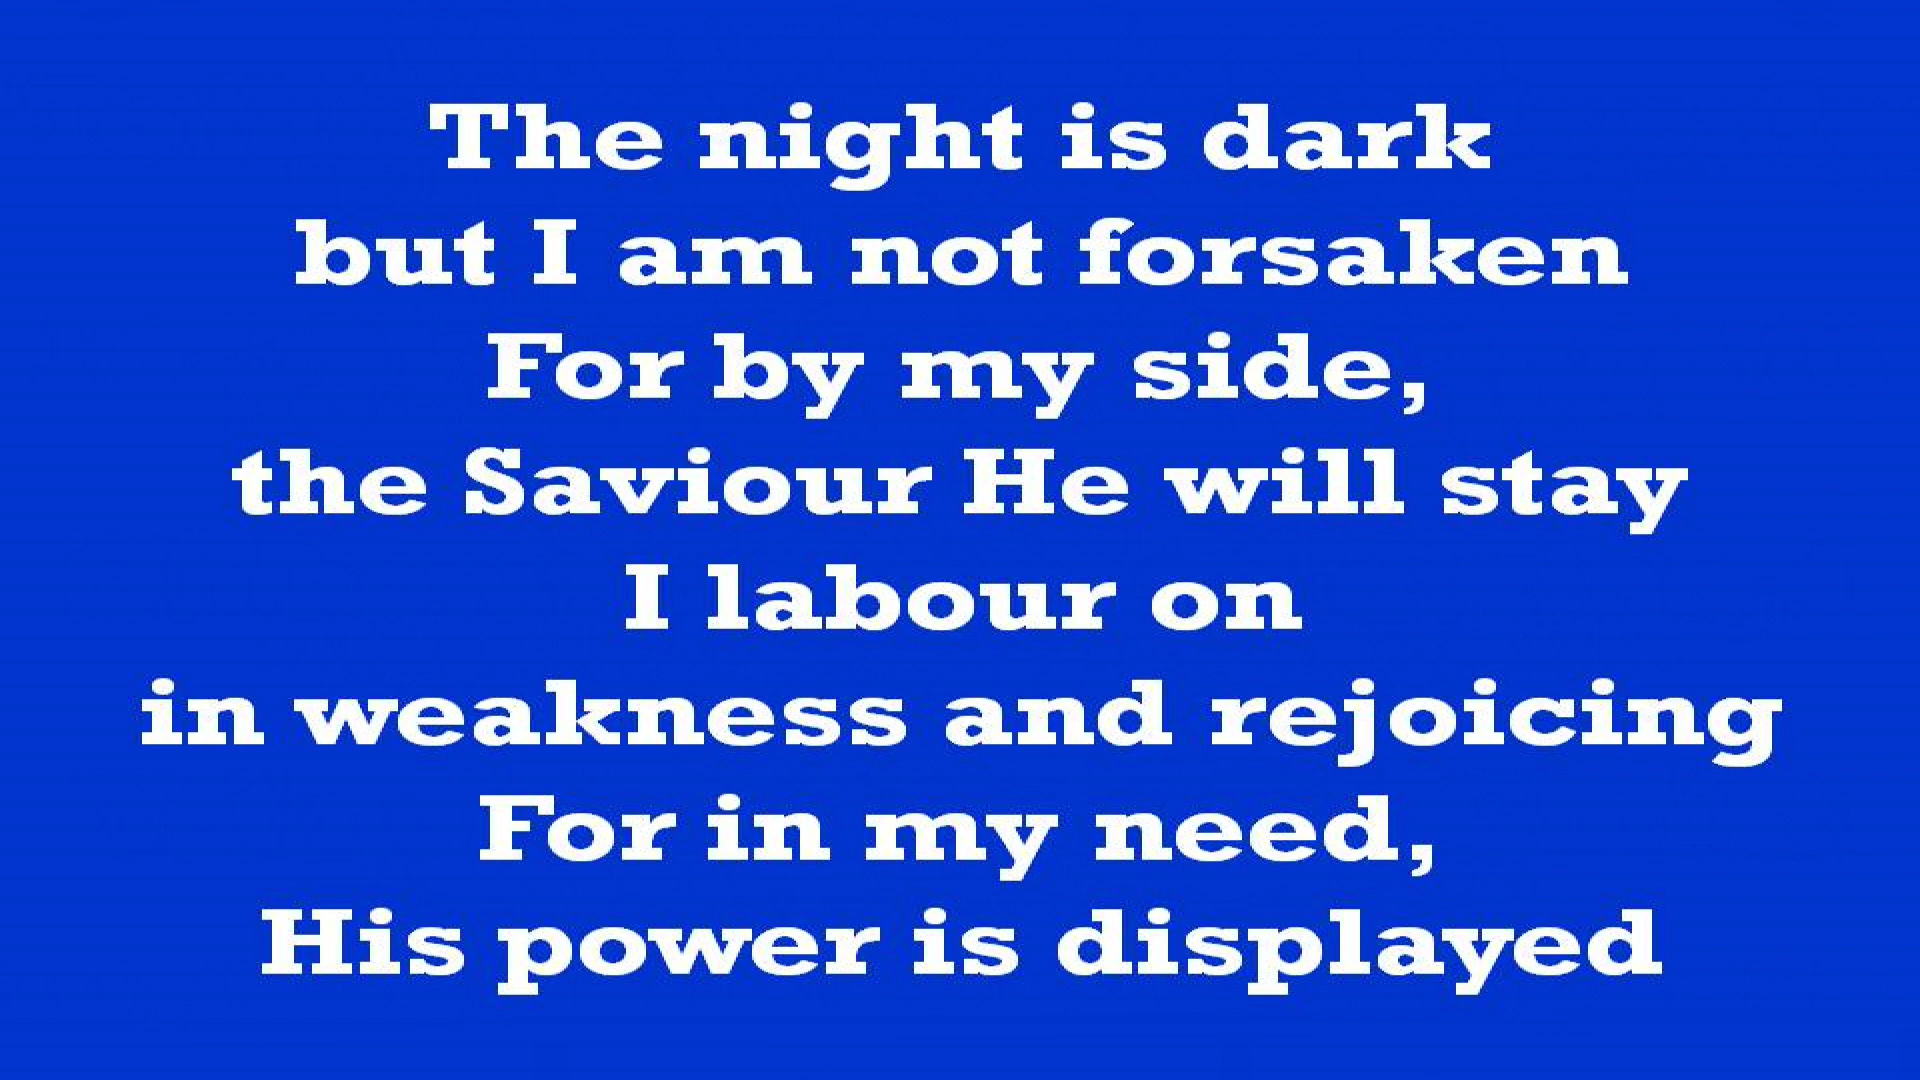 The night is dark
but I am not forsaken
For by my side,
the Saviour He will stay
I labour on
in weakness and rejoicing
For in my need,
His power is displayed